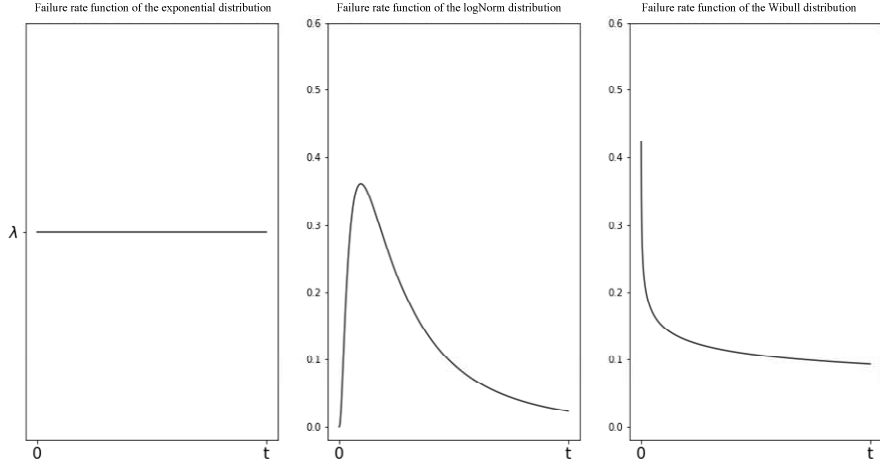 Failure rate function of the exponential distribution
λ
0 t
Failure rate function of the logNorm distribution
0.6
0.5
0.4
0.3
0.2
0.1
0.0
0 t
Failure rate function of the Wibull distribution
0.6
0.5
0.4
0.3
0.2
0.1
0.0
0 t